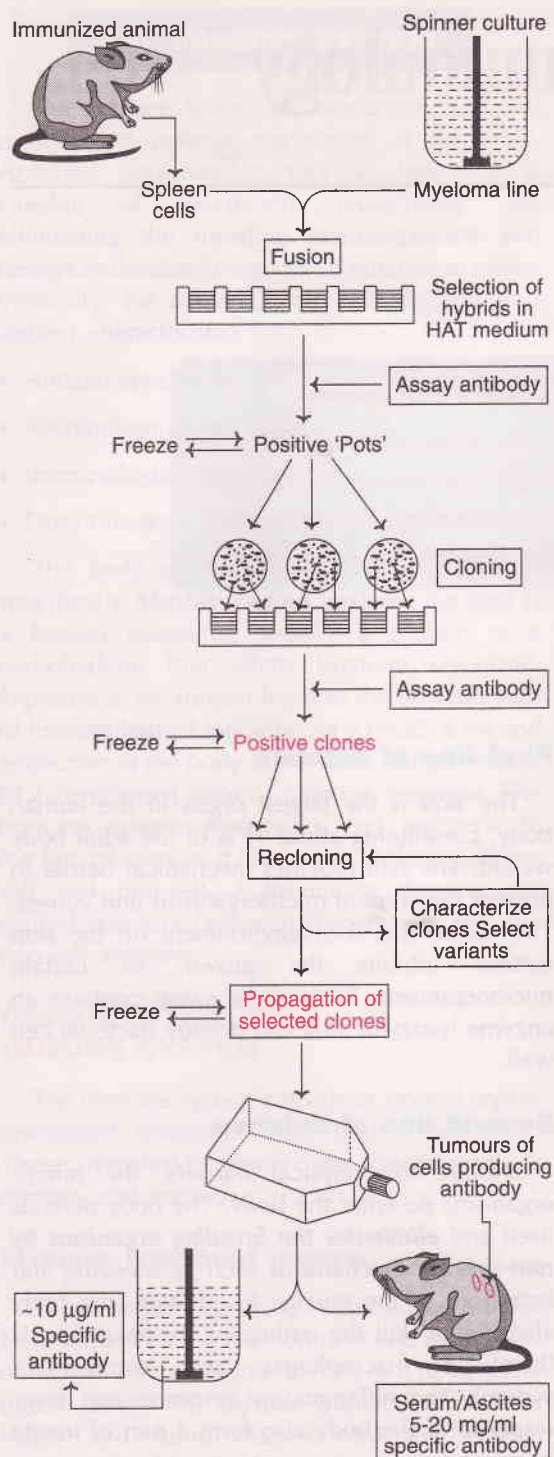 Immunized animal
Spinner culture
Spleen
cells
Myeloma line
Fusion
Selection of
hybrids in
HAT medium
Assay antibody
Freeze
Positive 'Pots'
Cloning
Assay antibody
Freeze
Positive clones
Recloning
Characterize
clones Select
variants
Freeze
Propagation of
selected clones
Tumours of
cells producing
antibody
~10 μg/ml
Specific
antibody
Serum/Ascites
5-20 mg/ml
specific antibody